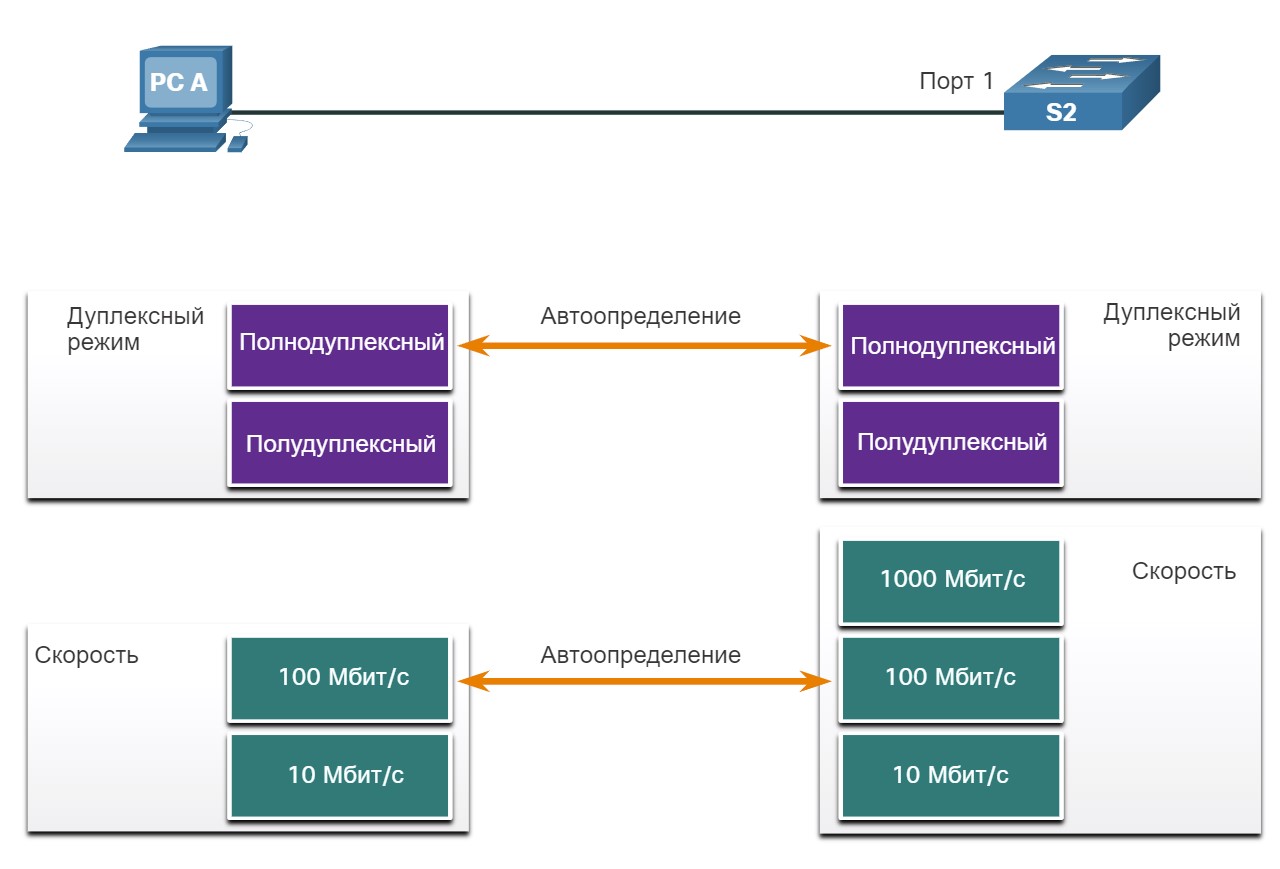 PC A
Порт 1
S2
Дуплексный
режим
Полнодуплексный
Полудуплексный
Автоопределение
Полнодуплексный
Полудуплексный
Дуплексный
режим
Скорость
100 Мбит/с
10 Мбит/с
Автоопределение
1000 Мбит/с
100 Мбит/с
10 Мбит/с
Скорость